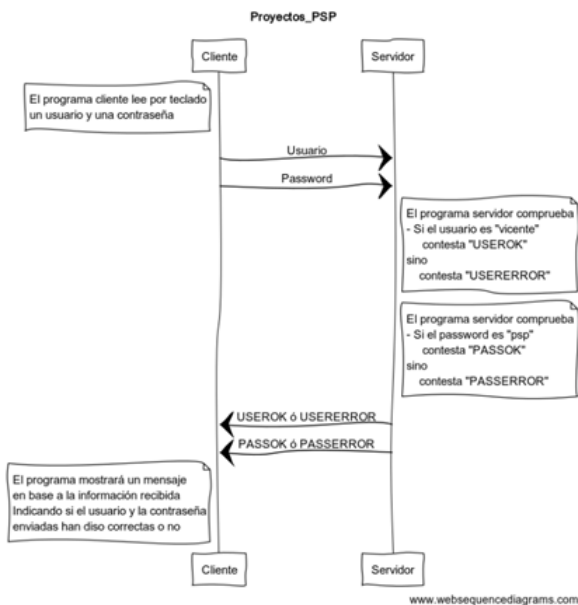 Proyectos_PSP
Cliente
Servidor
El programa cliente lee por teclado
un usuario y una contraseña
Usuario
Password
El programa servidor comprueba
- Si el usuario es "vicente"
contesta "USEROK"
sino
contesta "USERERROR"
El programa servidor comprueba
- Si el password es "psp"
contesta "PASSOK"
sino
contesta "PASSERROR"
USEROK ó USERERROR
PASSOK ó PASSERROR
El programa mostrará un mensaje
en base a la información recibida
Indicando si el usuario y la contraseña
enviadas han diso correctas o no
Cliente
Servidor
www.websequencediagrams.com